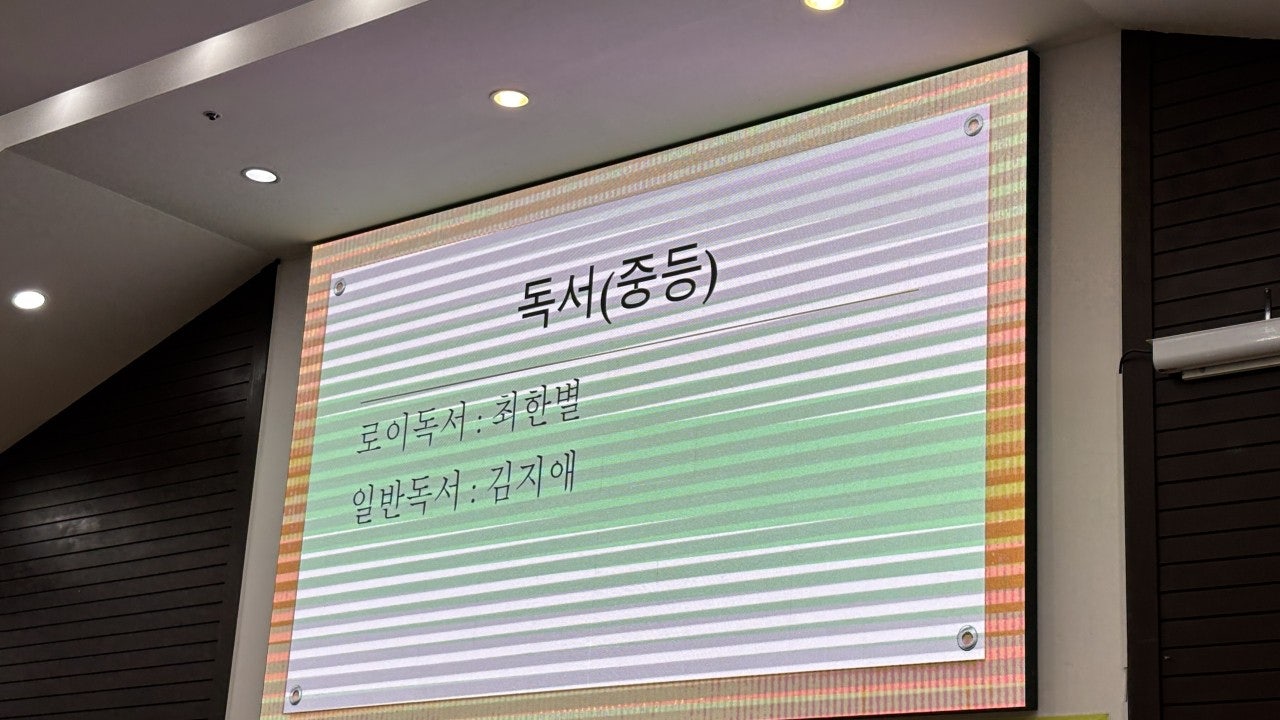 독서(중등)
로이독서 : 최한별
일반독서 : 김지애